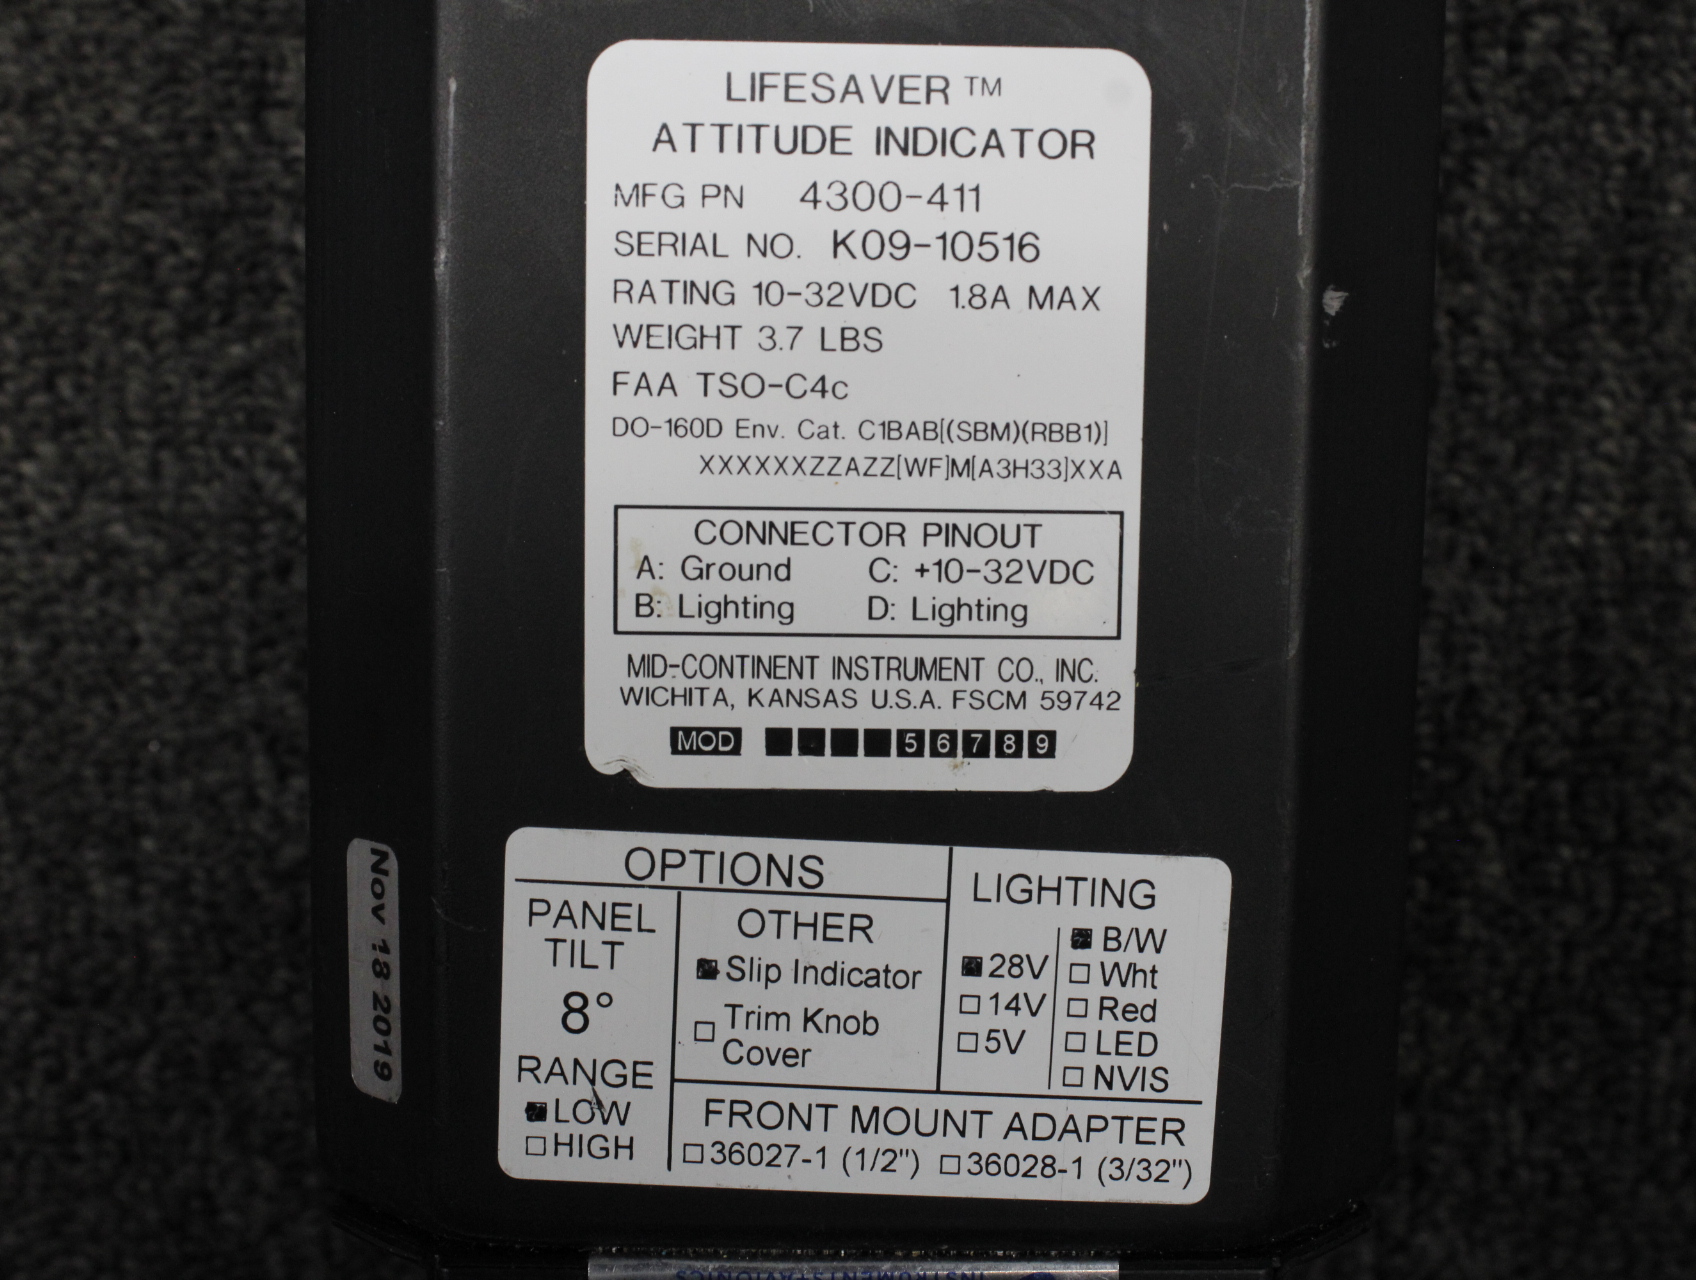 LIFESAVER ™
ATTITUDE INDICATOR
MFG PN 4300-411
SERIAL NO. K09-10516
RATING 10-32VDC 1.8A MAX
WEIGHT 3.7 LBS
FAA TSO-C4c
DO-160D Env. Cat. C1BAB[(SBM)(RBB1)]
XXXXXXZZAZZ[WF]M[A3H33]XXA
CONNECTOR PINOUT
A: Ground C: +10-32VDC
B: Lighting D: Lighting
MID-CONTINENT INSTRUMENT CO., INC.
WICHITA, KANSAS U.S.A. FSCM 59742
MOD 5 6 7 8 9
Nov 18 2019
OPTIONS
PANEL
TILT
8°
RANGE
LOW
HIGH
OTHER
Slip Indicator
Trim Knob
Cover
LIGHTING
28V
14V
5V
B/W
Wht
Red
LED
NVIS
FRONT MOUNT ADAPTER
36027-1 (1/2") 36028-1 (3/32")